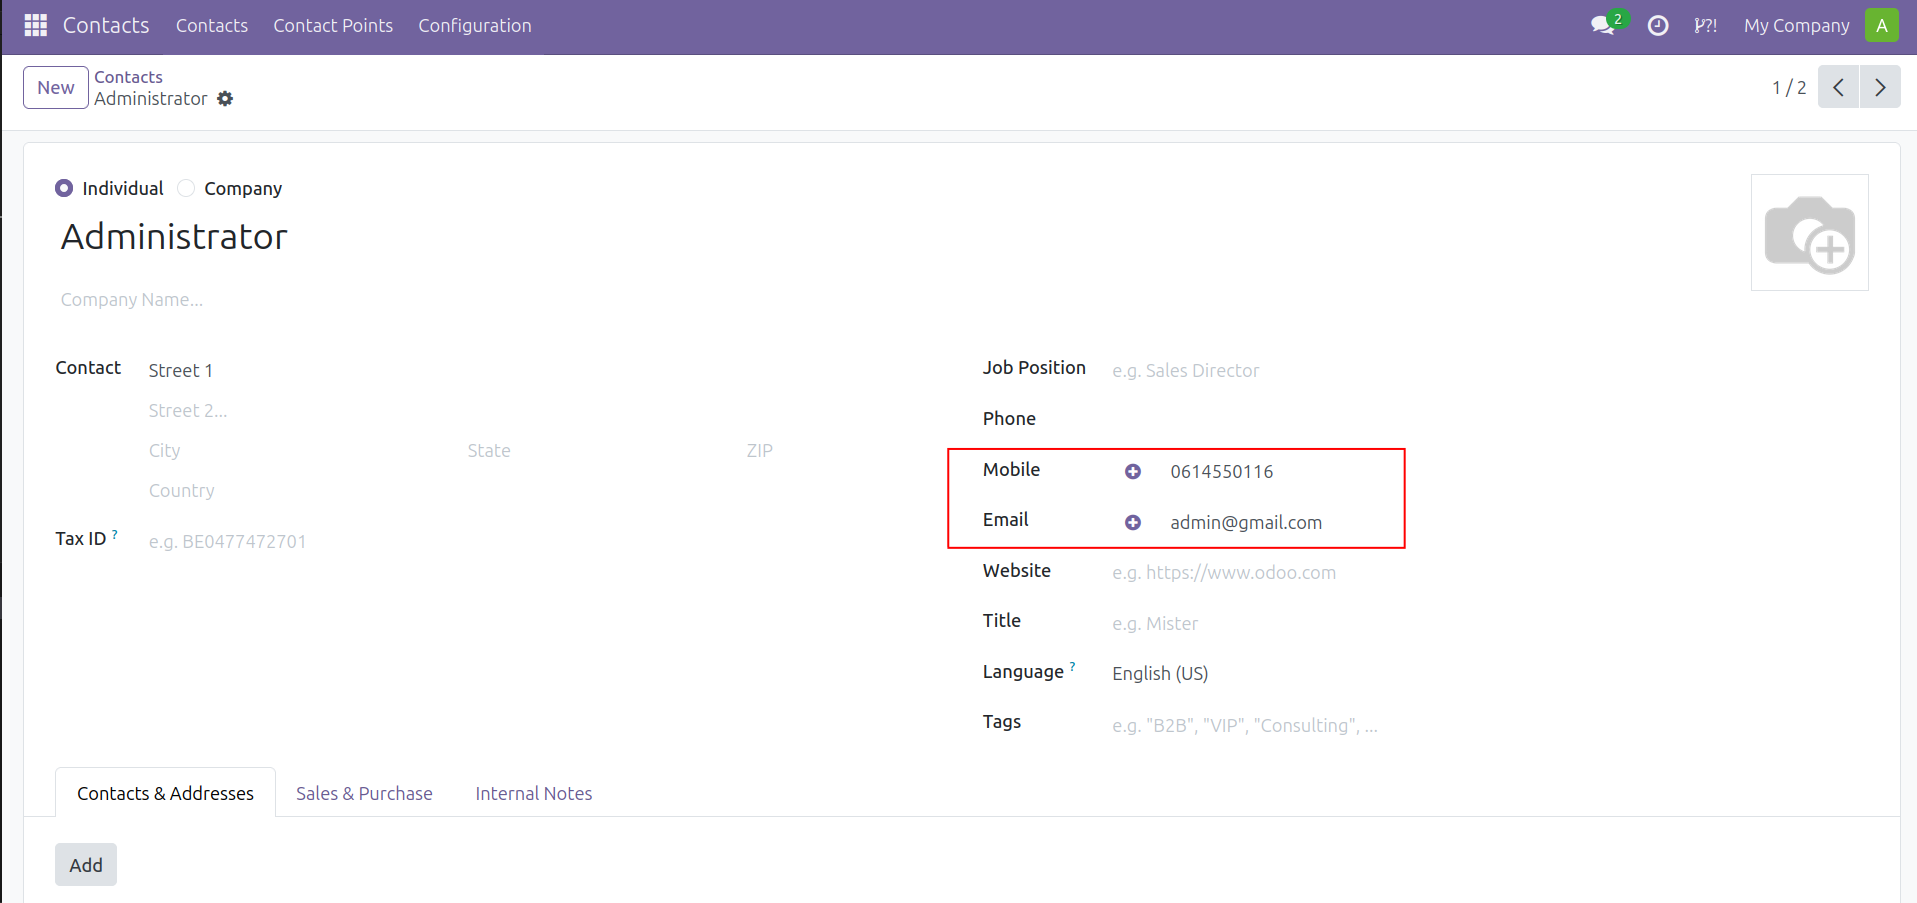 Contacts Contacts Contact Points Configuration 2 ?! My Company A
New Contacts
Administrator
1 / 2
Individual Company
Administrator
Company Name...
Contact Street 1
Street 2...
City State ZIP
Country
Tax ID ? e.g. BE0477472701
Job Position e.g. Sales Director
Phone
Mobile 0614550116
Email admin@gmail.com
Website e.g. https://www.odoo.com
Title e.g. Mister
Language ? English (US)
Tags e.g. "B2B", "VIP", "Consulting", ...
Contacts & Addresses Sales & Purchase Internal Notes
Add